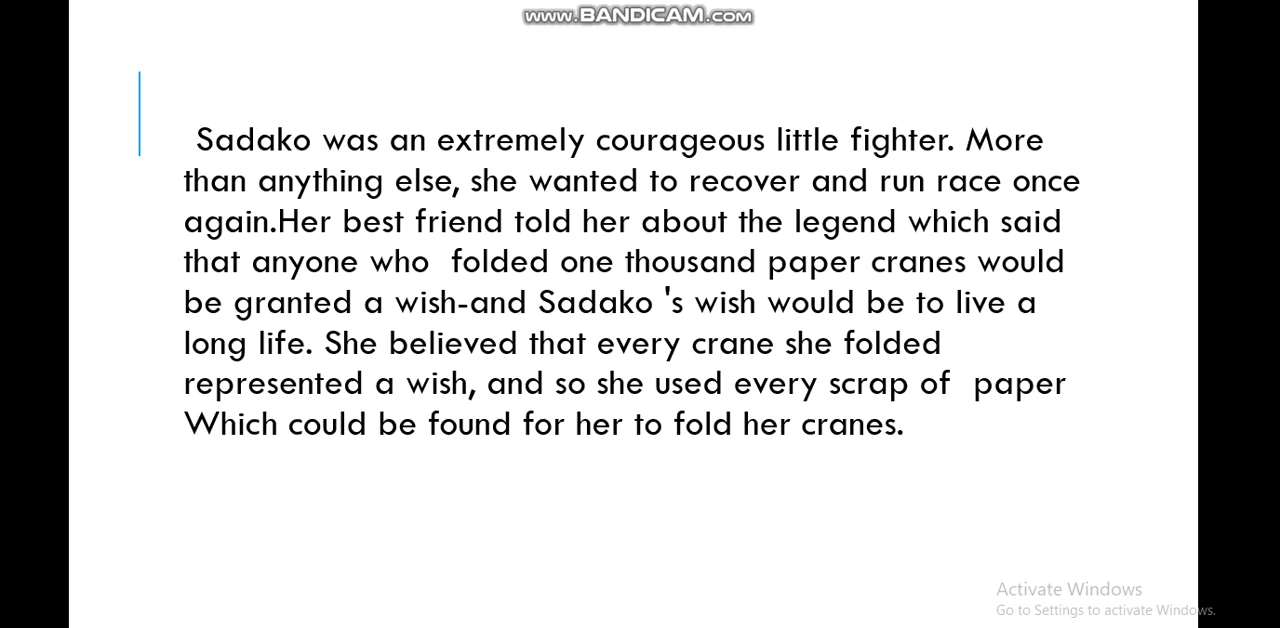 www.BANDICAM.com
Sadako was an extremely courageous little fighter. More
than anything else, she wanted to recover and run race once
again.Her best friend told her about the legend which said
that anyone who  folded one thousand paper cranes would
be granted a wish-and Sadako 's wish would be to live a
long life. She believed that every crane she folded
represented a wish, and so she used every scrap of  paper
Which could be found for her to fold her cranes.
Activate Windows
Go to Settings to activate Windows.